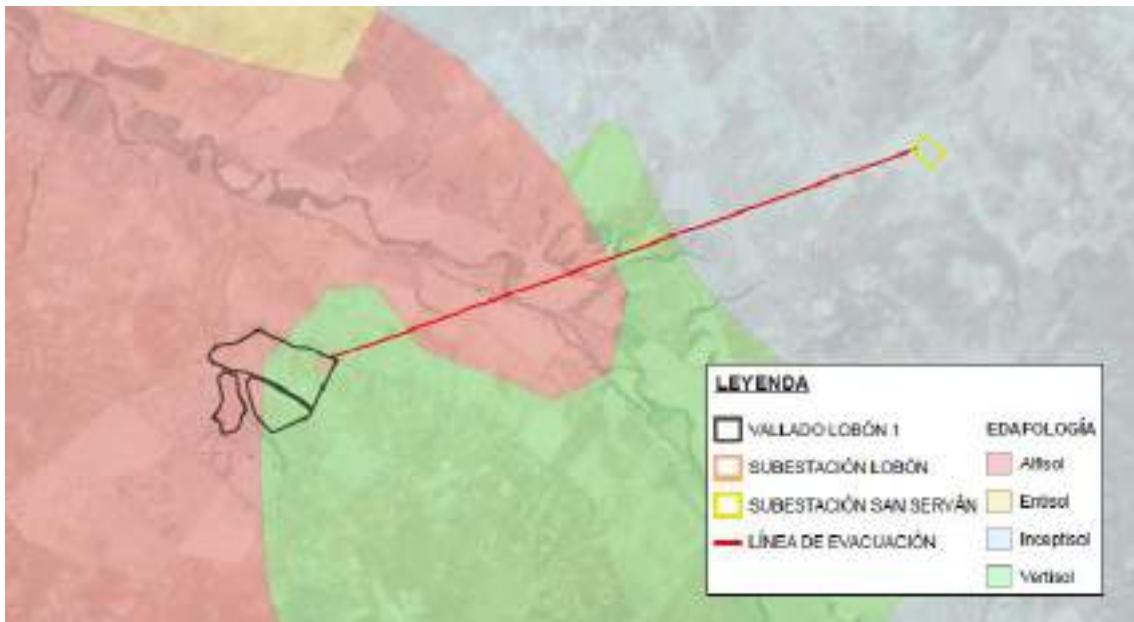 LEYENDA
VALLADO LOBÓN 1
SUBESTACIÓN LOBÓN
SUBESTACIÓN SAN SERVÁN
LÍNEA DE EVACUACIÓN
EDAFOLOGÍA
Alfisol
Entisol
Inceptisol
Vertisol